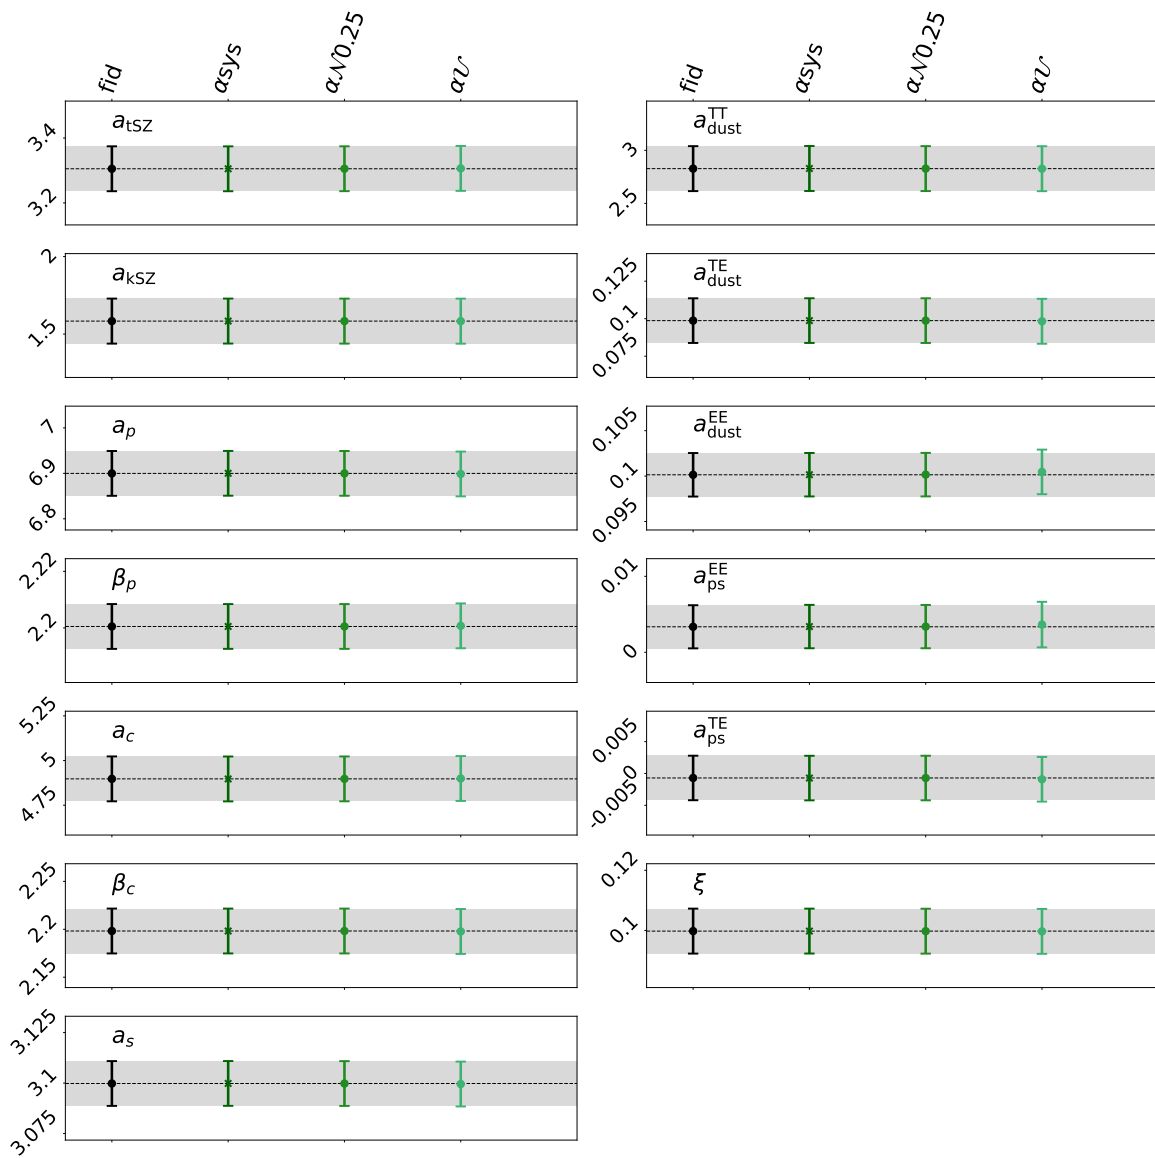 fid αsys α𝒩0.25 α𝒰
fid αsys α𝒩0.25 α𝒰
a_tSZ
3.4
3.2
a_dust^TT
3
2.5
a_kSZ
2
1.5
a_dust^TE
0.125
0.1
0.075
a_p
7
6.9
6.8
a_dust^EE
0.105
0.1
0.095
β_p
2.22
2.2
a_ps^EE
0.01
0
a_c
5.25
5
4.75
a_ps^TE
0.005
0
-0.005
β_c
2.25
2.2
2.15
ξ
0.12
0.1
a_s
3.125
3.1
3.075